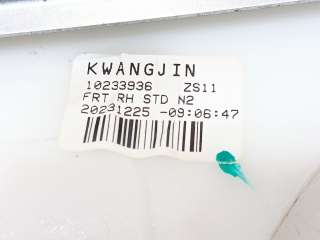 KWANGJIN
10233936 ZS11
FRT RH STD N2
20231225 -09:06:47